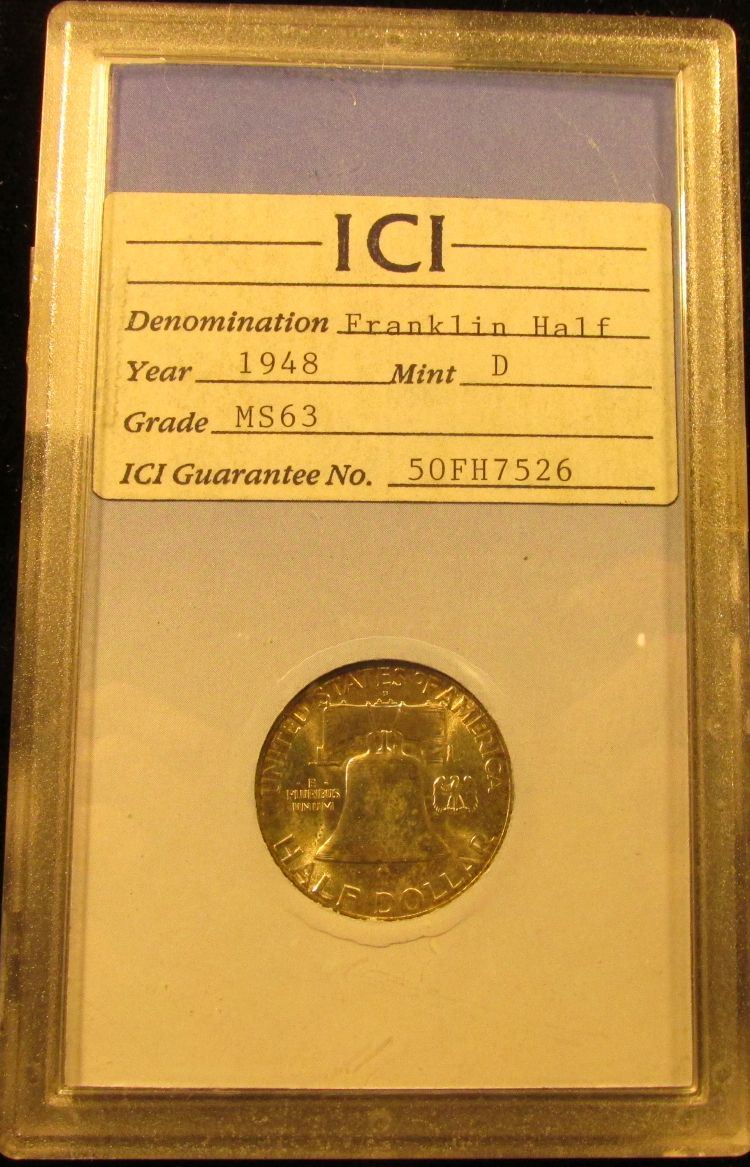 ICI
Denomination Franklin Half
Year 1948 Mint D
Grade MS63
ICI Guarantee No. 50FH7526
UNITED STATES OF AMERICA
D
E
PLURIBUS
UNUM
HALF DOLLAR